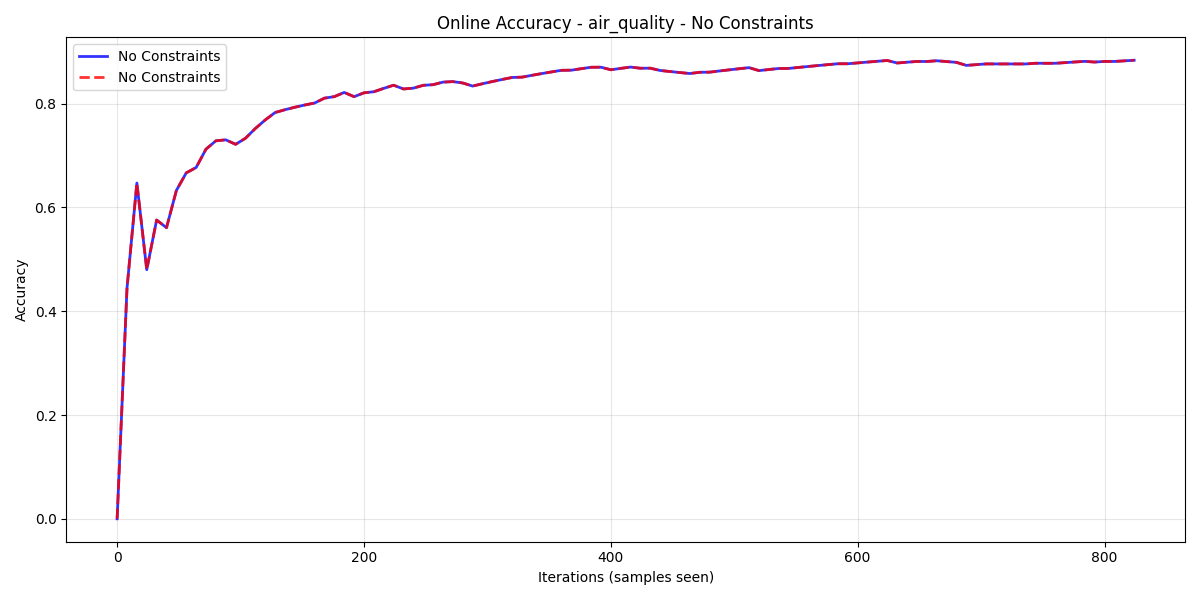 Online Accuracy - air_quality - No Constraints
No Constraints
No Constraints
Accuracy
0.8
0.6
0.4
0.2
0.0
0 200 400 600 800
Iterations (samples seen)